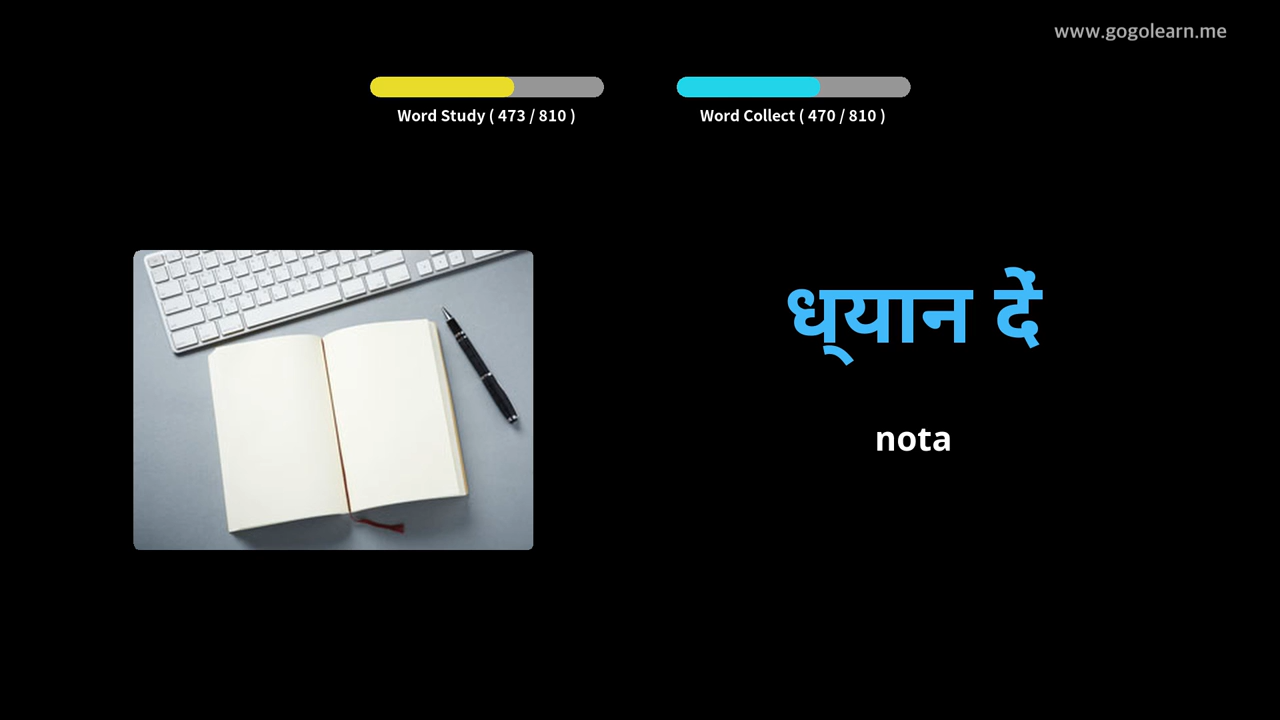 www.gogolearn.me
Word Study ( 473 / 810 )
Word Collect ( 470 / 810 )
ध्यान दें
nota